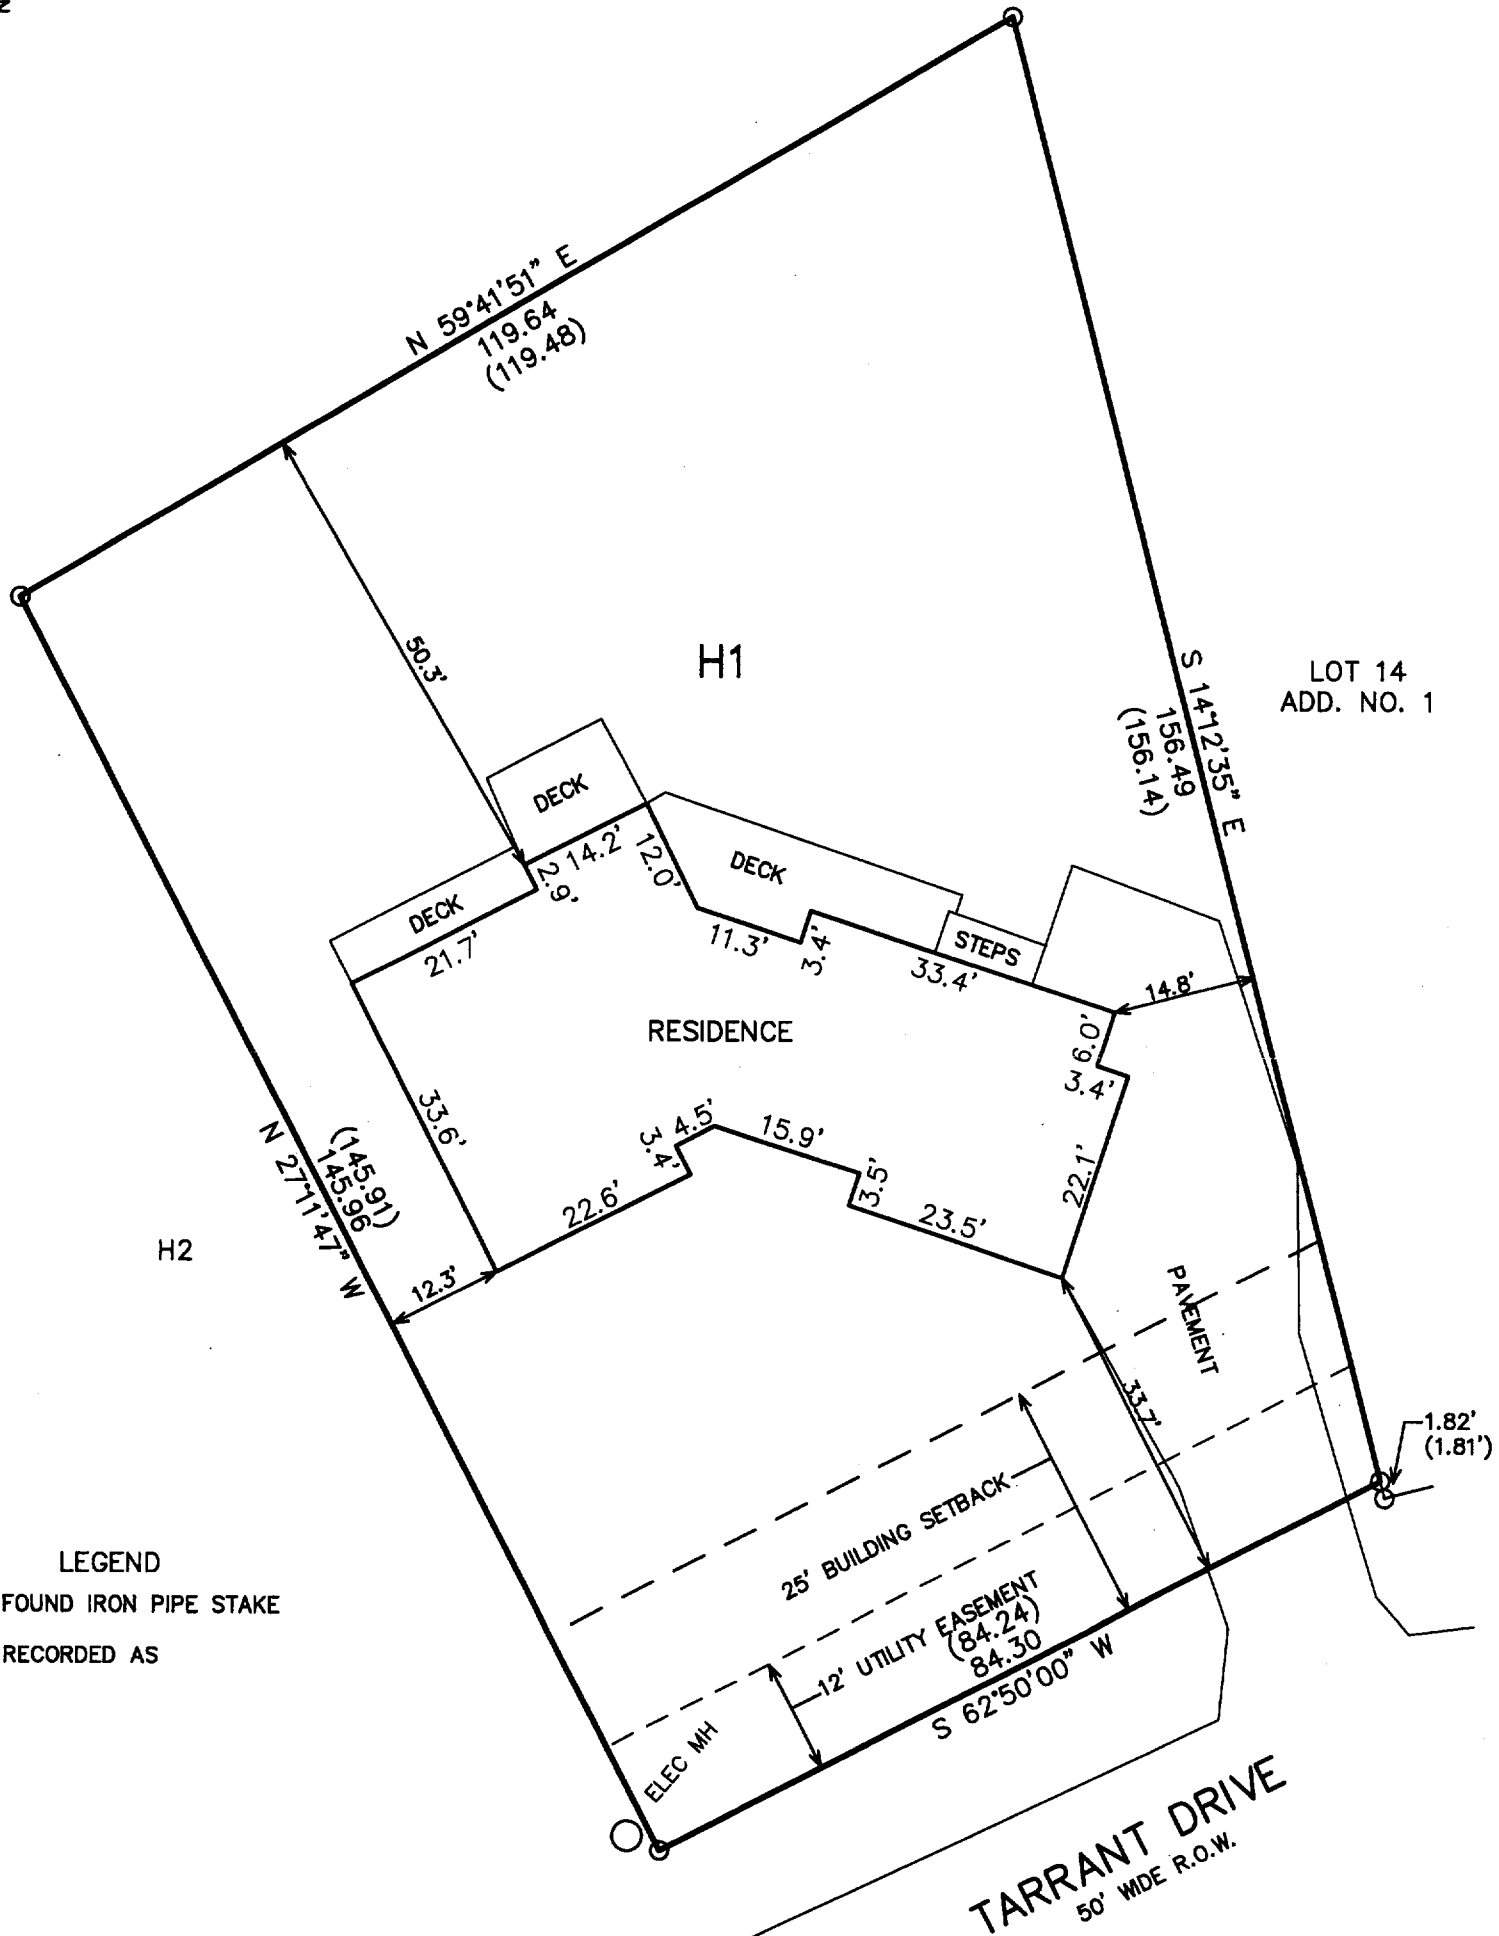 N 59°41'51" E
119.64
(119.48)
50.3'
H1
LOT 14
ADD. NO. 1
S 14°12'35" E
156.49
(156.14)
DECK
14.2'
2.9'
12.0'
DECK
DECK
21.7'
11.3'
3.4'
33.4'
STEPS
14.8'
RESIDENCE
6.0'
3.4'
33.6'
3.4'
4.5'
15.9'
3.5'
22.1'
22.6'
23.5'
N 27°11'47" W
(145.91)
145.96
H2
12.3'
PAVEMENT
33.7'
1.82'
(1.81')
25' BUILDING SETBACK
12' UTILITY EASEMENT
(84.24)
84.30
S 62°50'00" W
ELEC MH
LEGEND
FOUND IRON PIPE STAKE
RECORDED AS
TARRANT DRIVE
50' WIDE R.O.W.